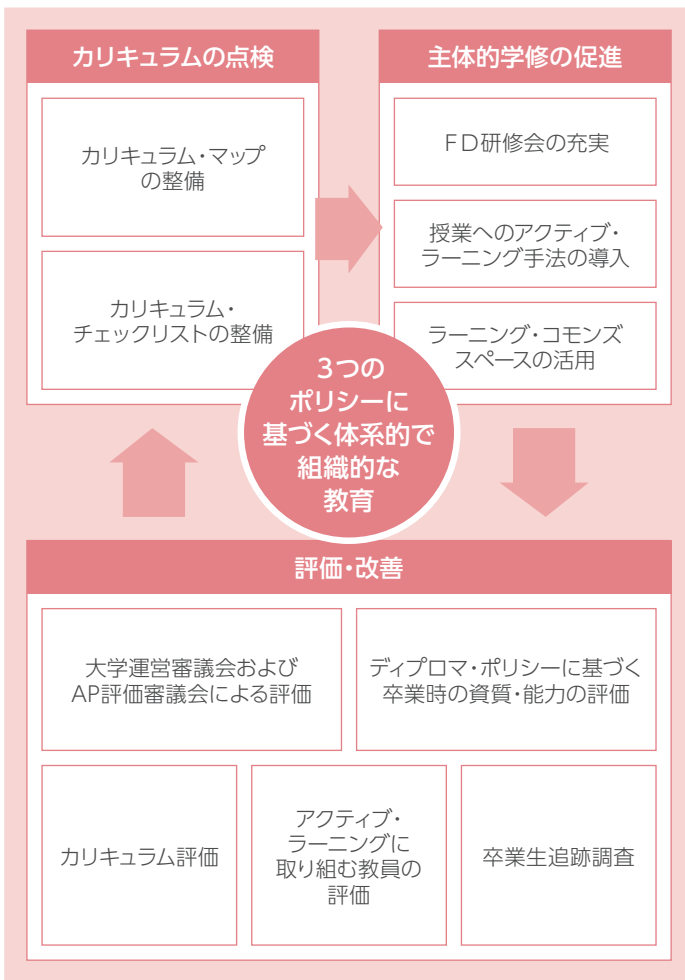 カリキュラムの点検
カリキュラム・マップ
の整備
カリキュラム・
チェックリストの整備
主体的学修の促進
ＦＤ研修会の充実
授業へのアクティブ・
ラーニング手法の導入
ラーニング・コモンズ
スペースの活用
3つの
ポリシーに
基づく体系的で
組織的な
教育
評価・改善
大学運営審議会および
AP評価審議会による評価
ディプロマ・ポリシーに基づく
卒業時の資質・能力の評価
カリキュラム評価
アクティブ・
ラーニングに
取り組む教員の
評価
卒業生追跡調査